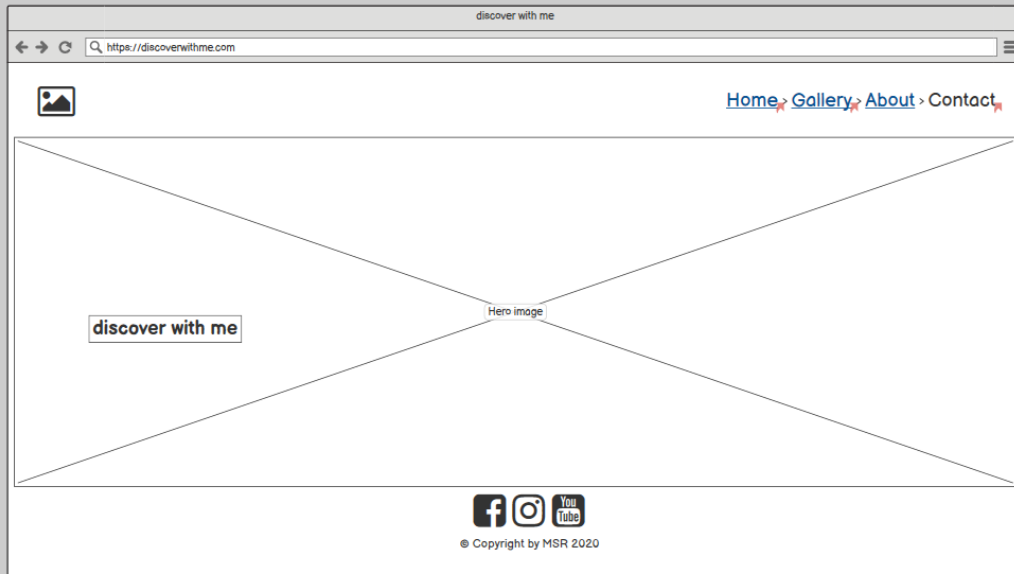 discover with me
https://discoverwithme.com
Home > Gallery > About > Contact
Hero image
discover with me
You
Tube
© Copyright by MSR 2020